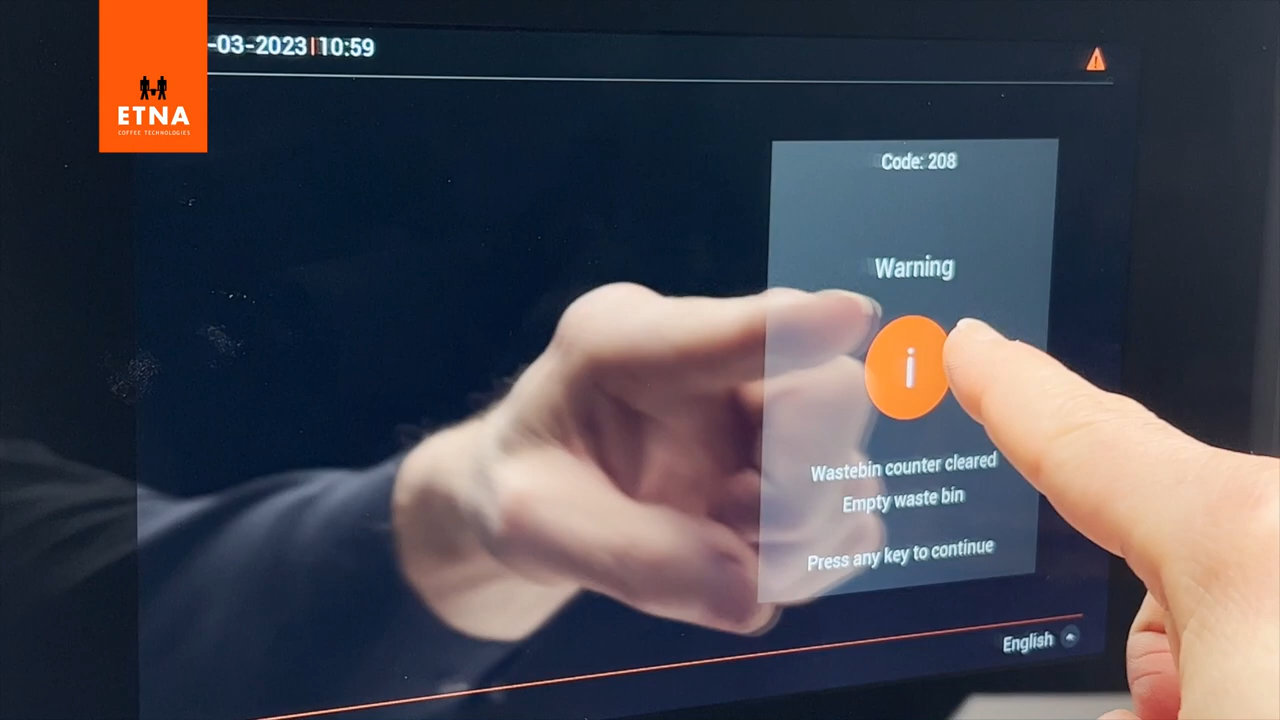 ETNA
COFFEE TECHNOLOGIES
-03-2023 | 10:59
Code: 208
Warning
i
Wastebin counter cleared
Empty waste bin
Press any key to continue
English